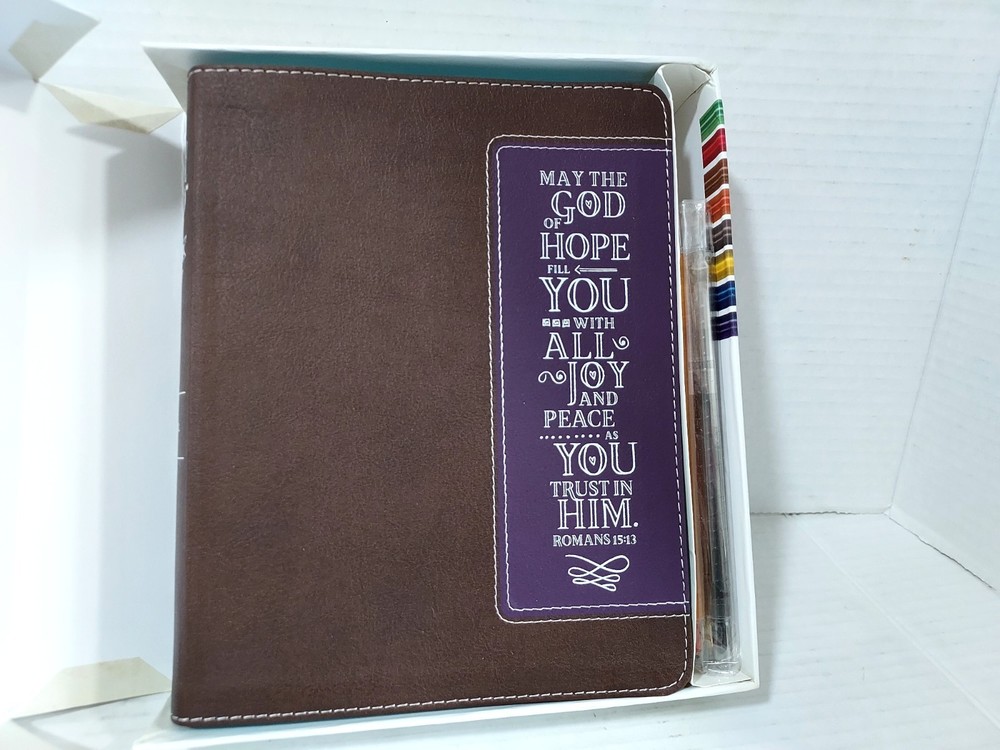 MAY THE
GOD
OF
HOPE
FILL
YOU
WITH
ALL
JOY
AND
PEACE
AS
YOU
TRUST IN
HIM.
ROMANS 15:13